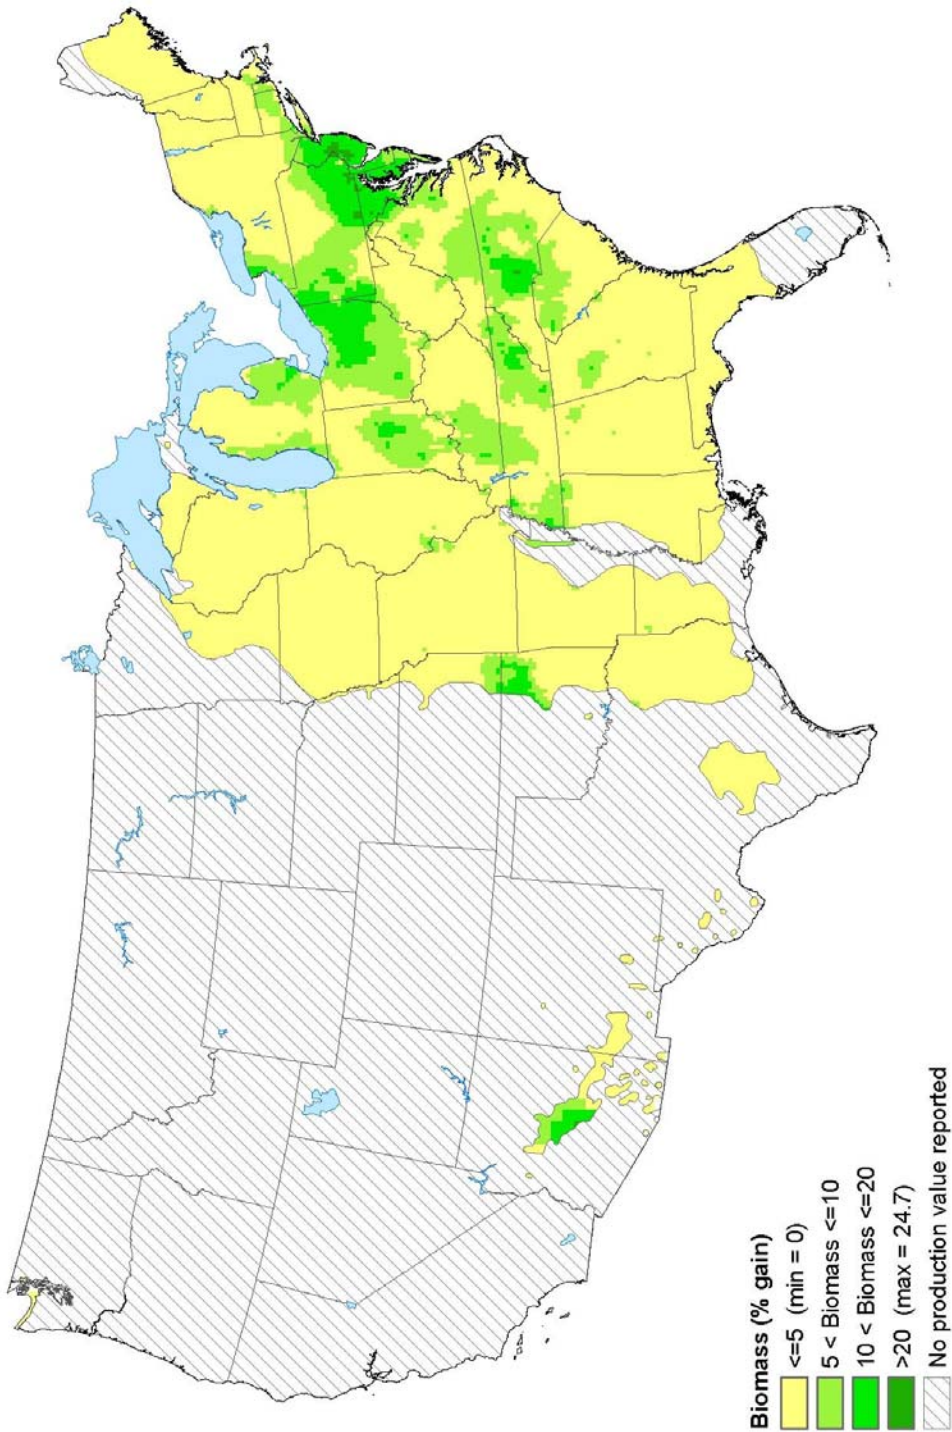 Biomass (% gain)
<=5 (min = 0)
5 < Biomass <=10
10 < Biomass <=20
>20 (max = 24.7)
No production value reported